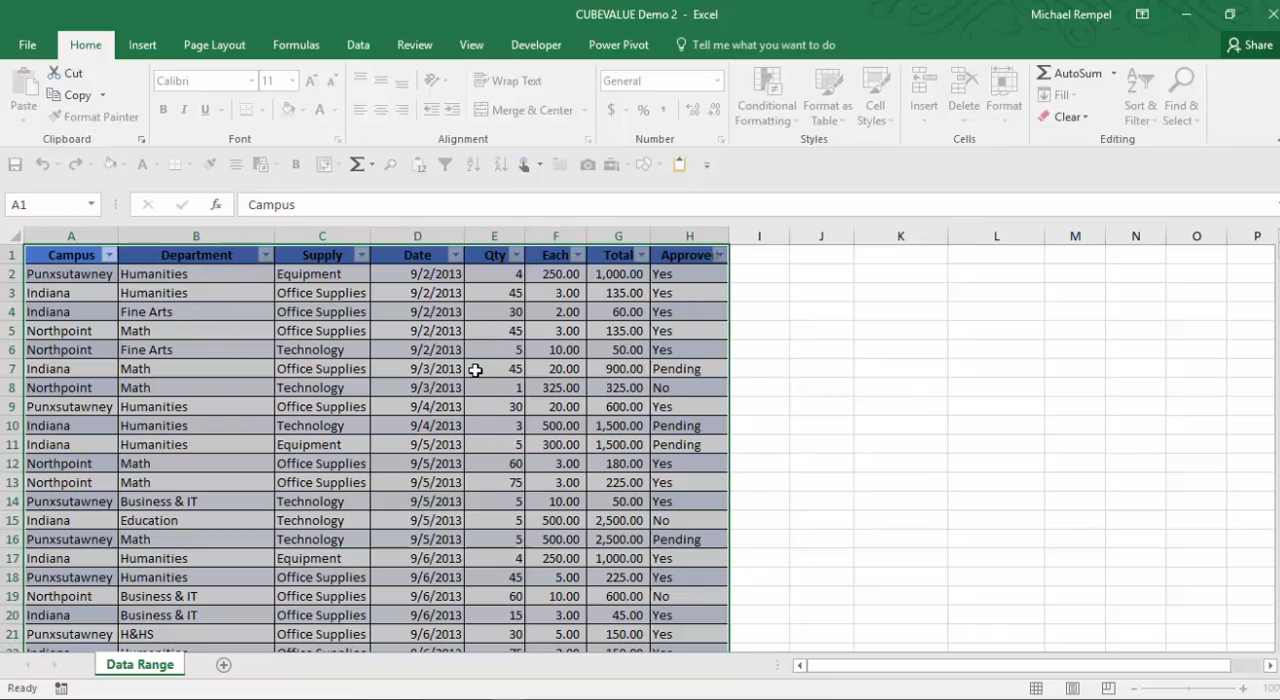 CUBEVALUE Demo 2 - Excel
Michael Rempel
File Home Insert Page Layout Formulas Data Review View Developer Power Pivot Tell me what you want to do Share
Paste
Cut
Copy
Format Painter
Clipboard
Calibri 11
B I U
Font
Wrap Text
Merge & Center
Alignment
General
$ % ,
Number
Conditional Formatting
Format as Table
Cell Styles
Styles
Insert Delete Format
Cells
AutoSum
Fill
Clear
Sort & Filter
Find & Select
Editing
A1 fx Campus
A B C D E F G H I J K L M N O P
1 Campus Department Supply Date Qty Each Total Approve
2 Punxsutawney Humanities Equipment 9/2/2013 4 250.00 1,000.00 Yes
3 Indiana Humanities Office Supplies 9/2/2013 45 3.00 135.00 Yes
4 Indiana Fine Arts Office Supplies 9/2/2013 30 2.00 60.00 Yes
5 Northpoint Math Office Supplies 9/2/2013 45 3.00 135.00 Yes
6 Northpoint Fine Arts Technology 9/2/2013 5 10.00 50.00 Yes
7 Indiana Math Office Supplies 9/3/2013 45 20.00 900.00 Pending
8 Northpoint Math Technology 9/3/2013 1 325.00 325.00 No
9 Punxsutawney Humanities Office Supplies 9/4/2013 30 20.00 600.00 Yes
10 Indiana Humanities Technology 9/4/2013 3 500.00 1,500.00 Pending
11 Indiana Humanities Equipment 9/5/2013 5 300.00 1,500.00 Pending
12 Northpoint Math Office Supplies 9/5/2013 60 3.00 180.00 Yes
13 Northpoint Math Office Supplies 9/5/2013 75 3.00 225.00 Yes
14 Punxsutawney Business & IT Technology 9/5/2013 5 10.00 50.00 Yes
15 Indiana Education Technology 9/5/2013 5 500.00 2,500.00 No
16 Punxsutawney Math Technology 9/5/2013 5 500.00 2,500.00 Pending
17 Indiana Humanities Equipment 9/6/2013 4 250.00 1,000.00 Yes
18 Punxsutawney Humanities Office Supplies 9/6/2013 45 5.00 225.00 Yes
19 Northpoint Business & IT Office Supplies 9/6/2013 60 10.00 600.00 No
20 Indiana Business & IT Office Supplies 9/6/2013 15 3.00 45.00 Yes
21 Punxsutawney H&HS Office Supplies 9/6/2013 30 5.00 150.00 Yes
Data Range
Ready